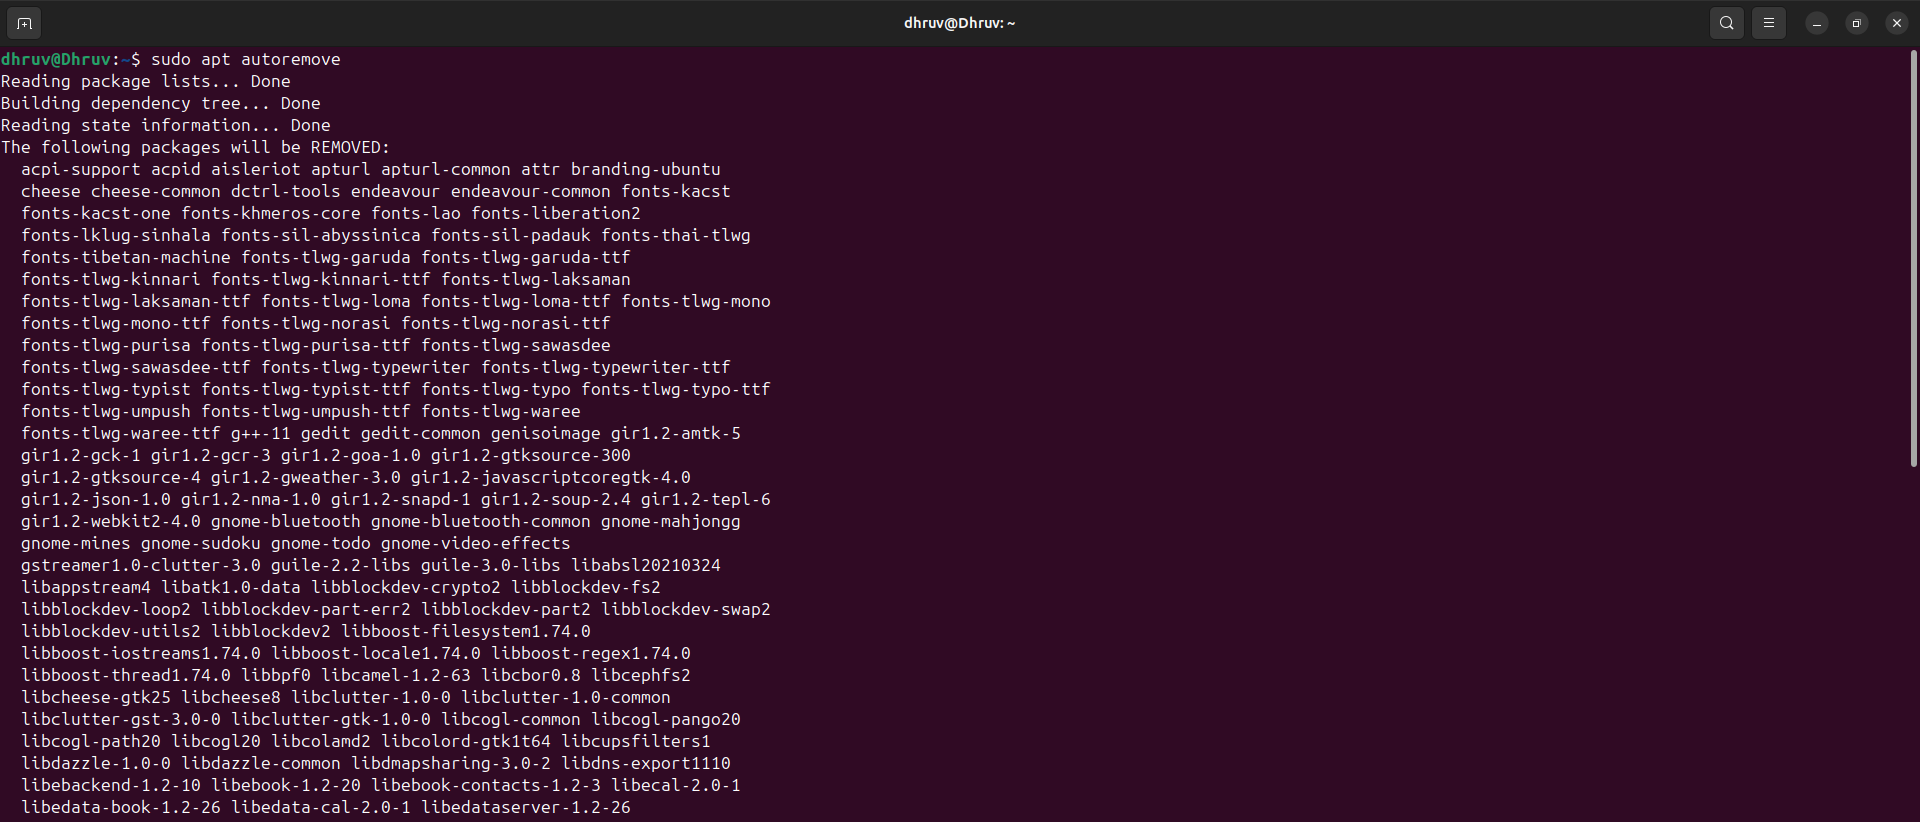 dhruv@Dhruv: ~
dhruv@Dhruv:~$ sudo apt autoremove
Reading package lists... Done
Building dependency tree... Done
Reading state information... Done
The following packages will be REMOVED:
acpi-support acpid aisleriot apturl apturl-common attr branding-ubuntu
cheese cheese-common dctrl-tools endeavour endeavour-common fonts-kacst
fonts-kacst-one fonts-khmeros-core fonts-lao fonts-liberation2
fonts-lklug-sinhala fonts-sil-abyssinica fonts-sil-padauk fonts-thai-tlwg
fonts-tibetan-machine fonts-tlwg-garuda fonts-tlwg-garuda-ttf
fonts-tlwg-kinnari fonts-tlwg-kinnari-ttf fonts-tlwg-laksaman
fonts-tlwg-laksaman-ttf fonts-tlwg-loma fonts-tlwg-loma-ttf fonts-tlwg-mono
fonts-tlwg-mono-ttf fonts-tlwg-norasi fonts-tlwg-norasi-ttf
fonts-tlwg-purisa fonts-tlwg-purisa-ttf fonts-tlwg-sawasdee
fonts-tlwg-sawasdee-ttf fonts-tlwg-typewriter fonts-tlwg-typewriter-ttf
fonts-tlwg-typist fonts-tlwg-typist-ttf fonts-tlwg-typo fonts-tlwg-typo-ttf
fonts-tlwg-umpush fonts-tlwg-umpush-ttf fonts-tlwg-waree
fonts-tlwg-waree-ttf g++-11 gedit gedit-common genisoimage gir1.2-amtk-5
gir1.2-gck-1 gir1.2-gcr-3 gir1.2-goa-1.0 gir1.2-gtksource-300
gir1.2-gtksource-4 gir1.2-gweather-3.0 gir1.2-javascriptcoregtk-4.0
gir1.2-json-1.0 gir1.2-nma-1.0 gir1.2-snapd-1 gir1.2-soup-2.4 gir1.2-tepl-6
gir1.2-webkit2-4.0 gnome-bluetooth gnome-bluetooth-common gnome-mahjongg
gnome-mines gnome-sudoku gnome-todo gnome-video-effects
gstreamer1.0-clutter-3.0 guile-2.2-libs guile-3.0-libs libabsl20210324
libappstream4 libatk1.0-data libblockdev-crypto2 libblockdev-fs2
libblockdev-loop2 libblockdev-part-err2 libblockdev-part2 libblockdev-swap2
libblockdev-utils2 libblockdev2 libboost-filesystem1.74.0
libboost-iostreams1.74.0 libboost-locale1.74.0 libboost-regex1.74.0
libboost-thread1.74.0 libbpf0 libcamel-1.2-63 libcbor0.8 libcephfs2
libcheese-gtk25 libcheese8 libclutter-1.0-0 libclutter-1.0-common
libclutter-gst-3.0-0 libclutter-gtk-1.0-0 libcogl-common libcogl-pango20
libcogl-path20 libcogl20 libcolamd2 libcolord-gtk1t64 libcupsfilters1
libdazzle-1.0-0 libdazzle-common libdmapsharing-3.0-2 libdns-export1110
libebackend-1.2-10 libebook-1.2-20 libebook-contacts-1.2-3 libecal-2.0-1
libedata-book-1.2-26 libedata-cal-2.0-1 libedataserver-1.2-26